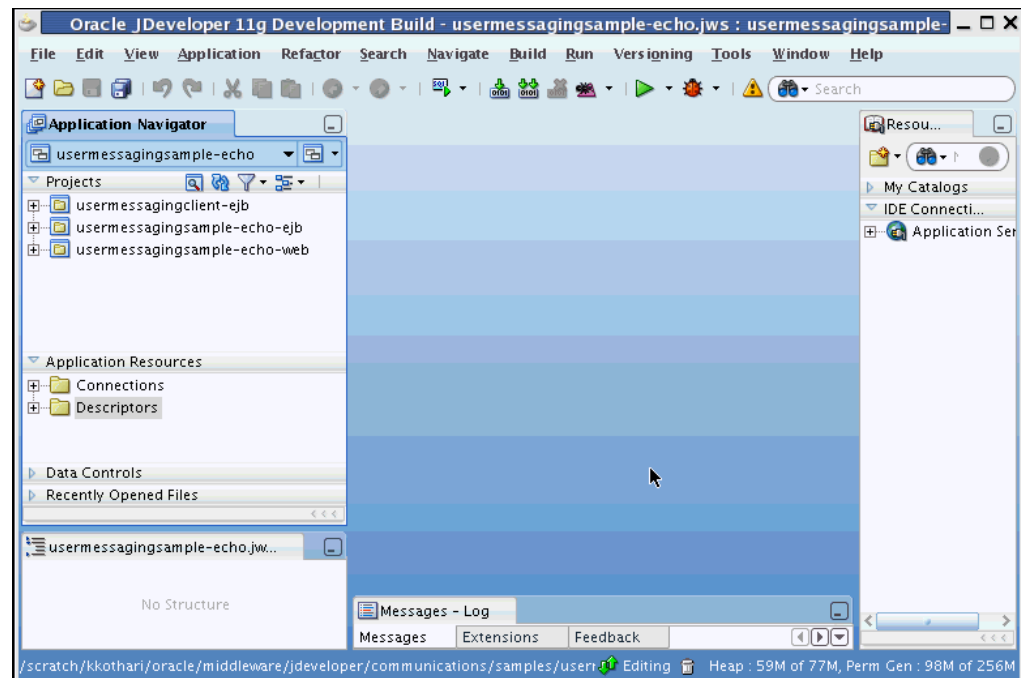 Oracle JDeveloper 11g Development Build - usermessagingsample-echo.jws : usermessagingsample-
File Edit View Application Refactor Search Navigate Build Run Versioning Tools Window Help
Search
Application Navigator
Resou...
usermessagingsample-echo
Projects
My Catalogs
usermessagingclient-ejb
IDE Connecti...
usermessagingsample-echo-ejb
Application Ser
usermessagingsample-echo-web
Application Resources
Connections
Descriptors
Data Controls
Recently Opened Files
usermessagingsample-echo.jw...
No Structure
Messages - Log
Messages Extensions Feedback
/scratch/kkothari/oracle/middleware/jdeveloper/communications/samples/userr Editing Heap : 59M of 77M, Perm Gen : 98M of 256M